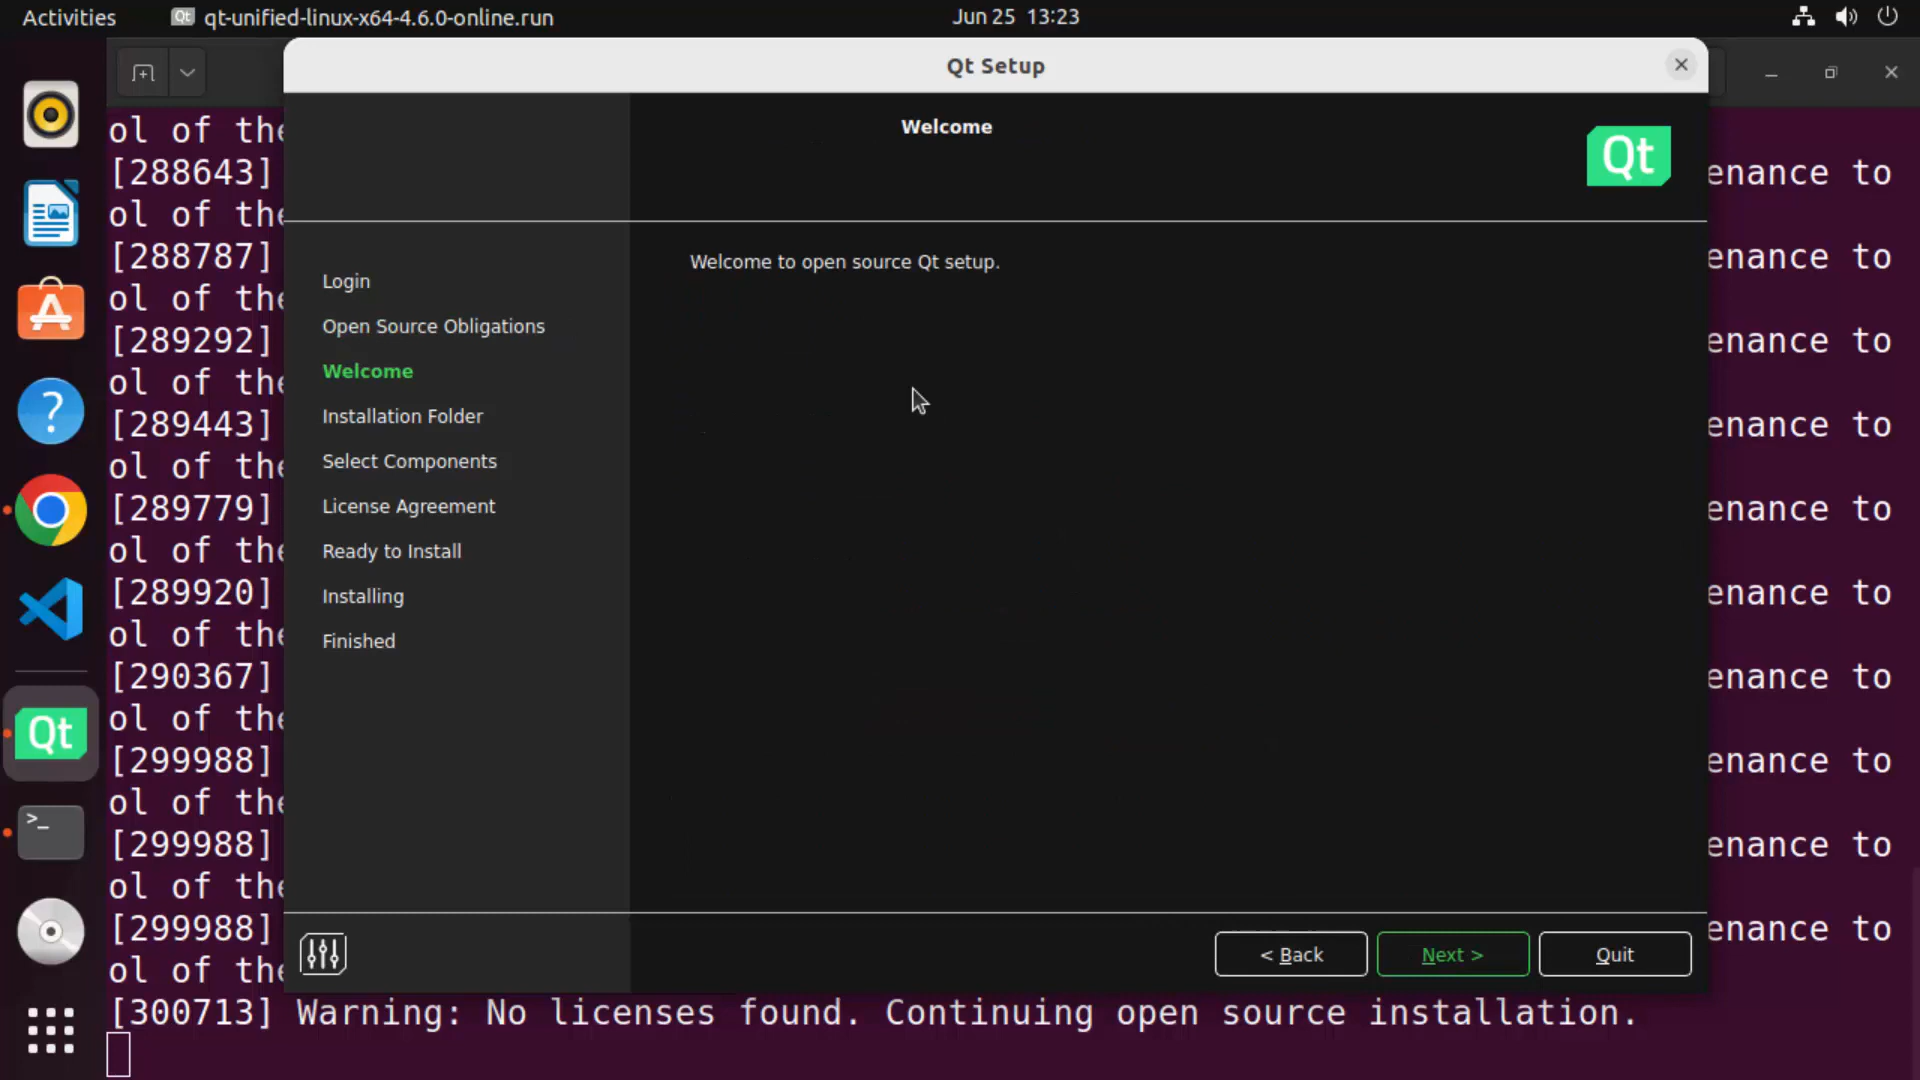 Activities
qt-unified-linux-x64-4.6.0-online.run
Jun 25 13:23
Qt Setup
Welcome
Qt
Welcome to open source Qt setup.
Login
Open Source Obligations
Welcome
Installation Folder
Select Components
License Agreement
Ready to Install
Installing
Finished
< Back
Next >
Quit
ol of the
[288643] enance to
ol of the
[288787] enance to
ol of the
[289292] enance to
ol of the
[289443] enance to
ol of the
[289779] enance to
ol of the
[289920] enance to
ol of the
[290367] enance to
ol of the
[299988] enance to
ol of the
[299988] enance to
ol of the
[299988] enance to
ol of the
[300713] Warning: No licenses found. Continuing open source installation.
Qt